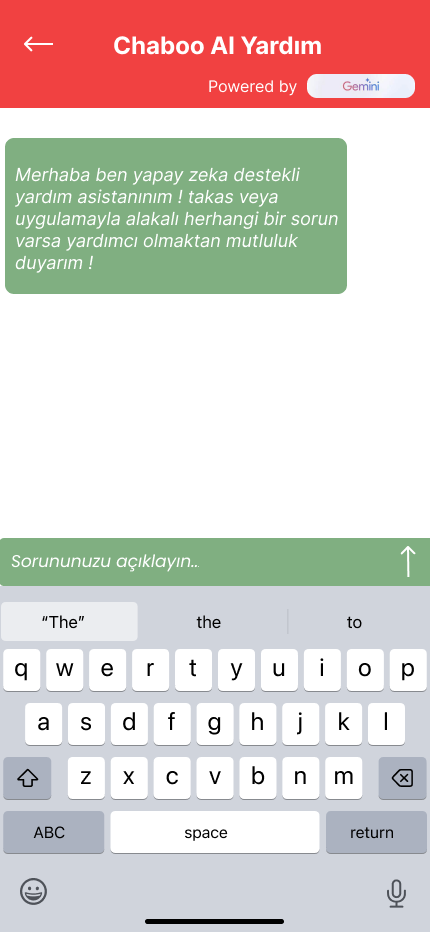 Chaboo AI Yardım
Powered by Gemini
Merhaba ben yapay zeka destekli
yardım asistanınım ! takas veya
uygulamayla alakalı herhangi bir sorun
varsa yardımcı olmaktan mutluluk
duyarım !
Sorununuzu açıklayın..
“The” the to
q w e r t y u i o p
a s d f g h j k l
z x c v b n m
ABC space return